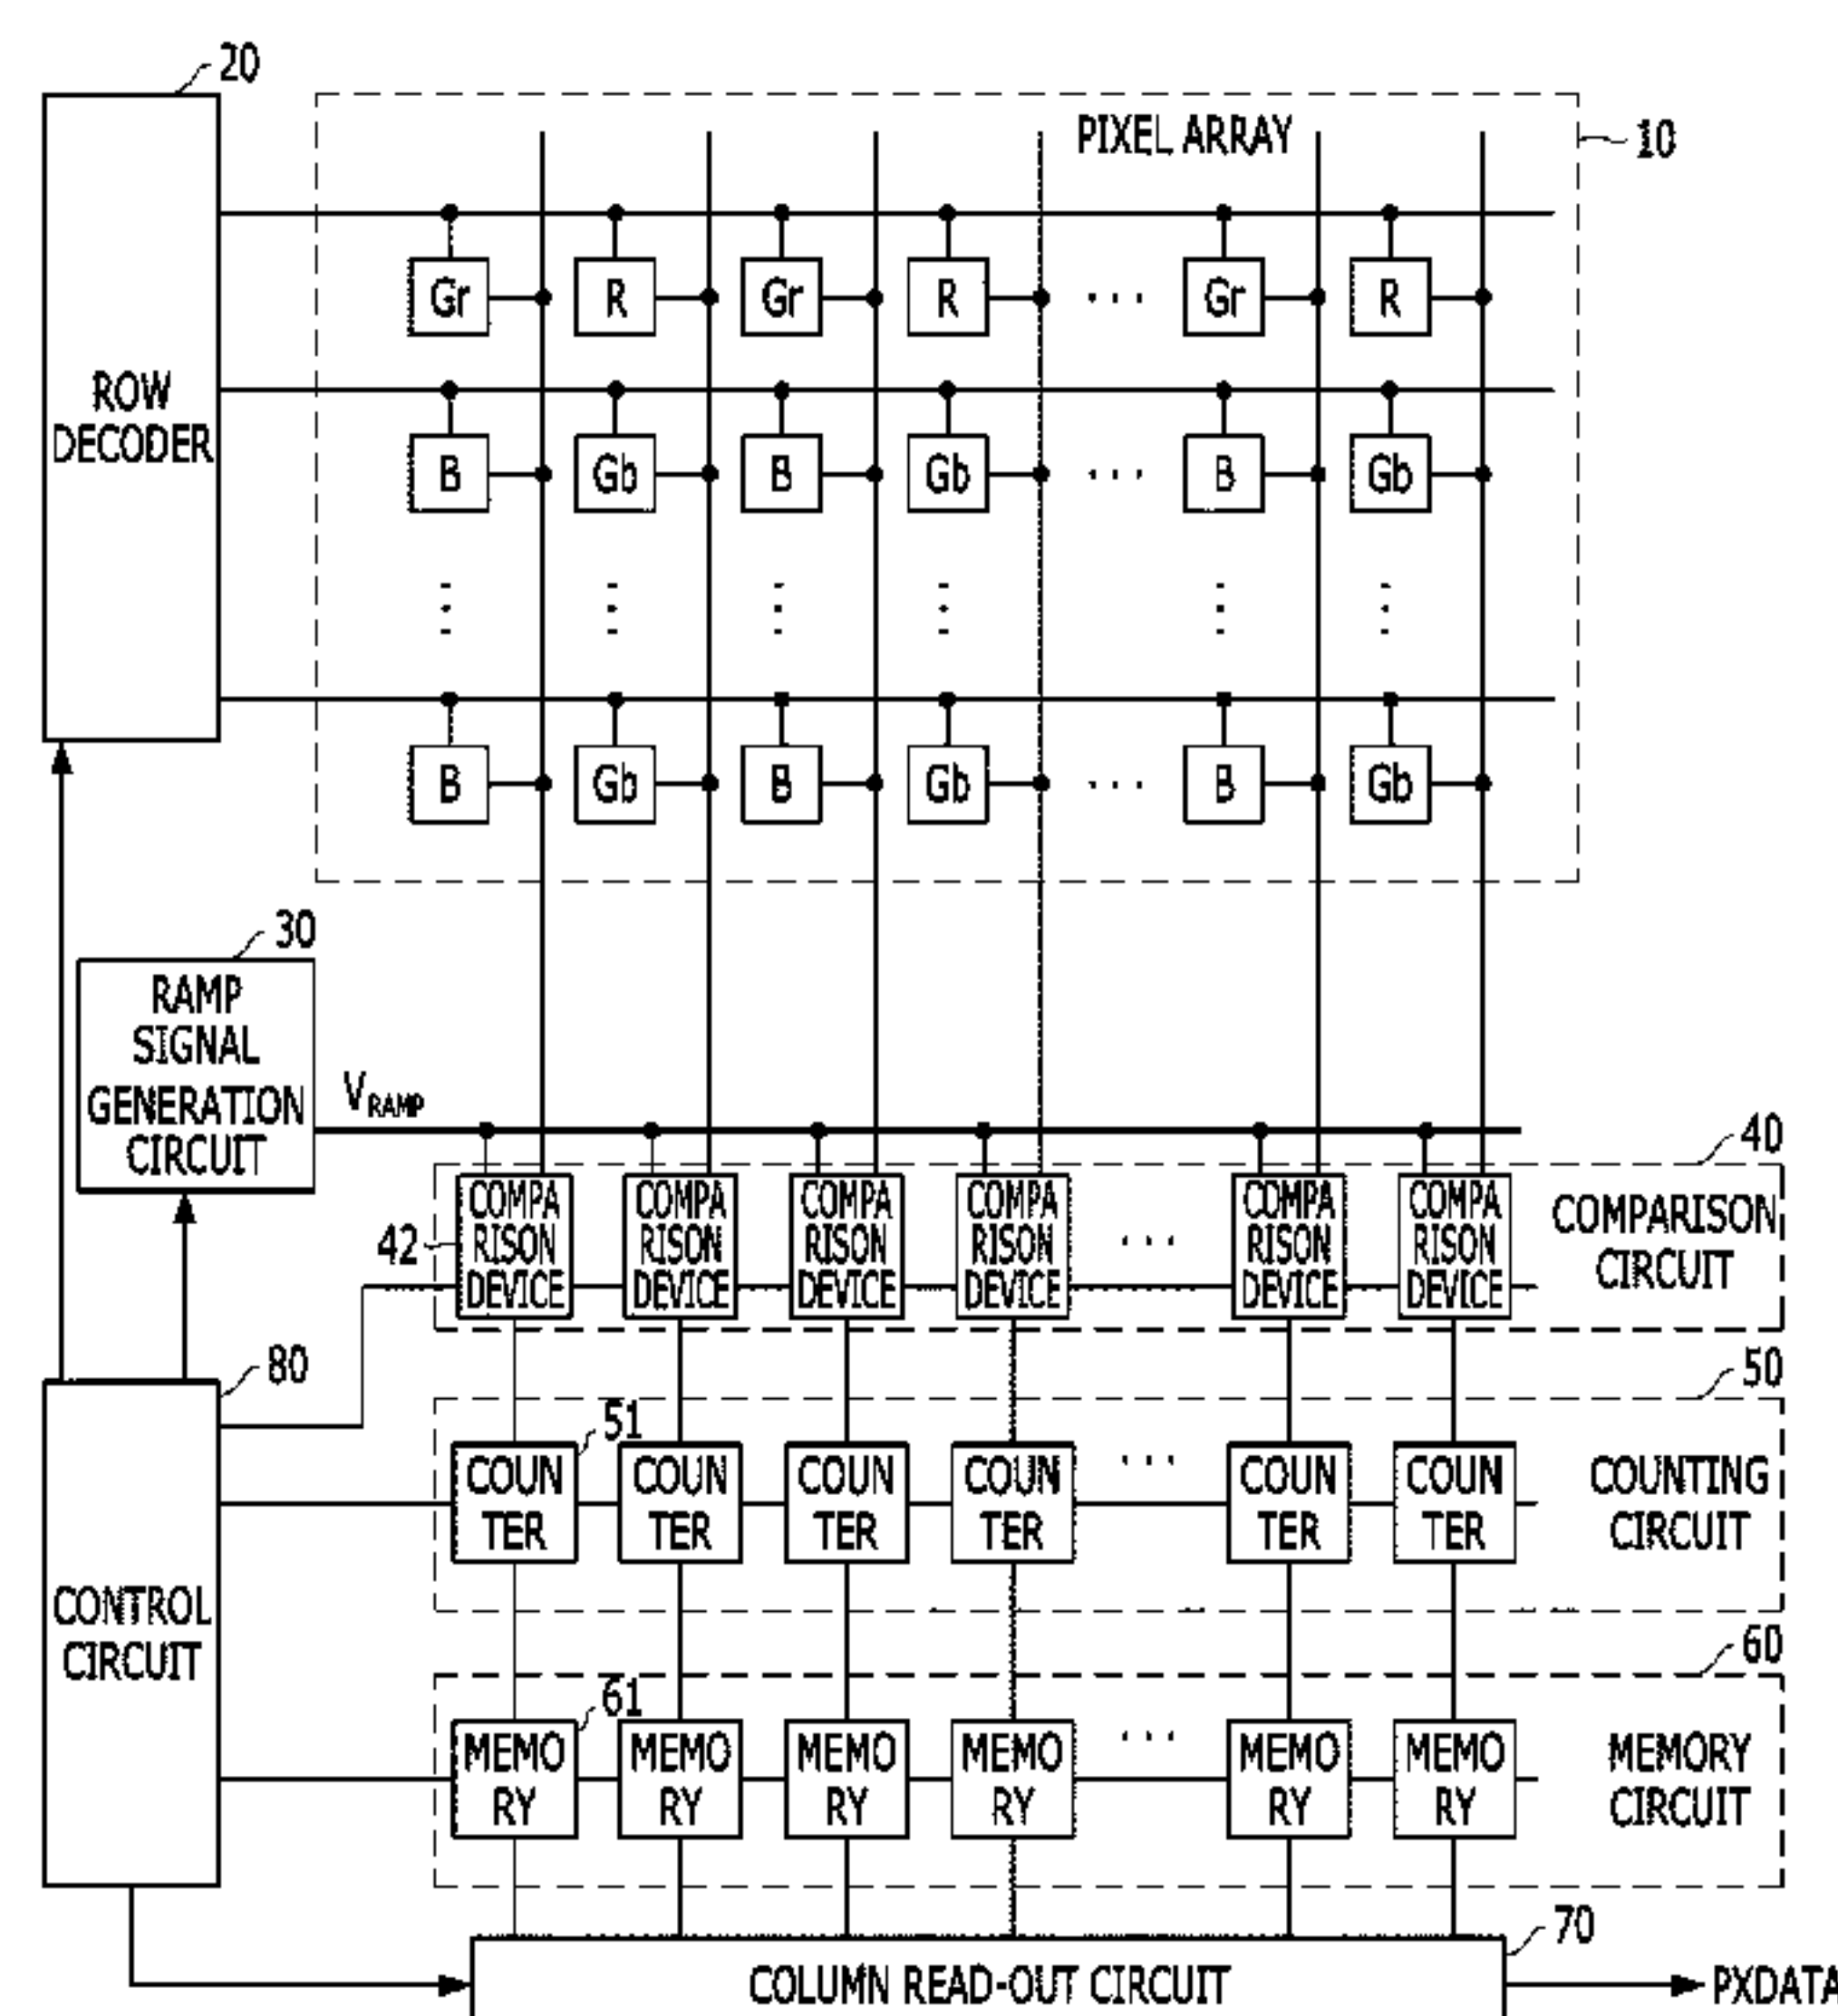 20
PIXEL ARRAY
10
Gr R Gr R ... Gr R
ROW
DECODER
B Gb B Gb ... B Gb
B Gb B Gb ... B Gb
30
RAMP
SIGNAL
GENERATION
CIRCUIT
VRAMP
40
COMPA COMPA COMPA COMPA COMPA COMPA
RISON RISON RISON RISON ... RISON RISON
DEVICE DEVICE DEVICE DEVICE DEVICE DEVICE
42
COMPARISON
CIRCUIT
80
50
51
COUN COUN COUN COUN ... COUN COUN
TER TER TER TER TER TER
COUNTING
CIRCUIT
CONTROL
CIRCUIT
60
61
MEMO MEMO MEMO MEMO ... MEMO MEMO
RY RY RY RY RY RY
MEMORY
CIRCUIT
70
COLUMN READ-OUT CIRCUIT
PXDATA